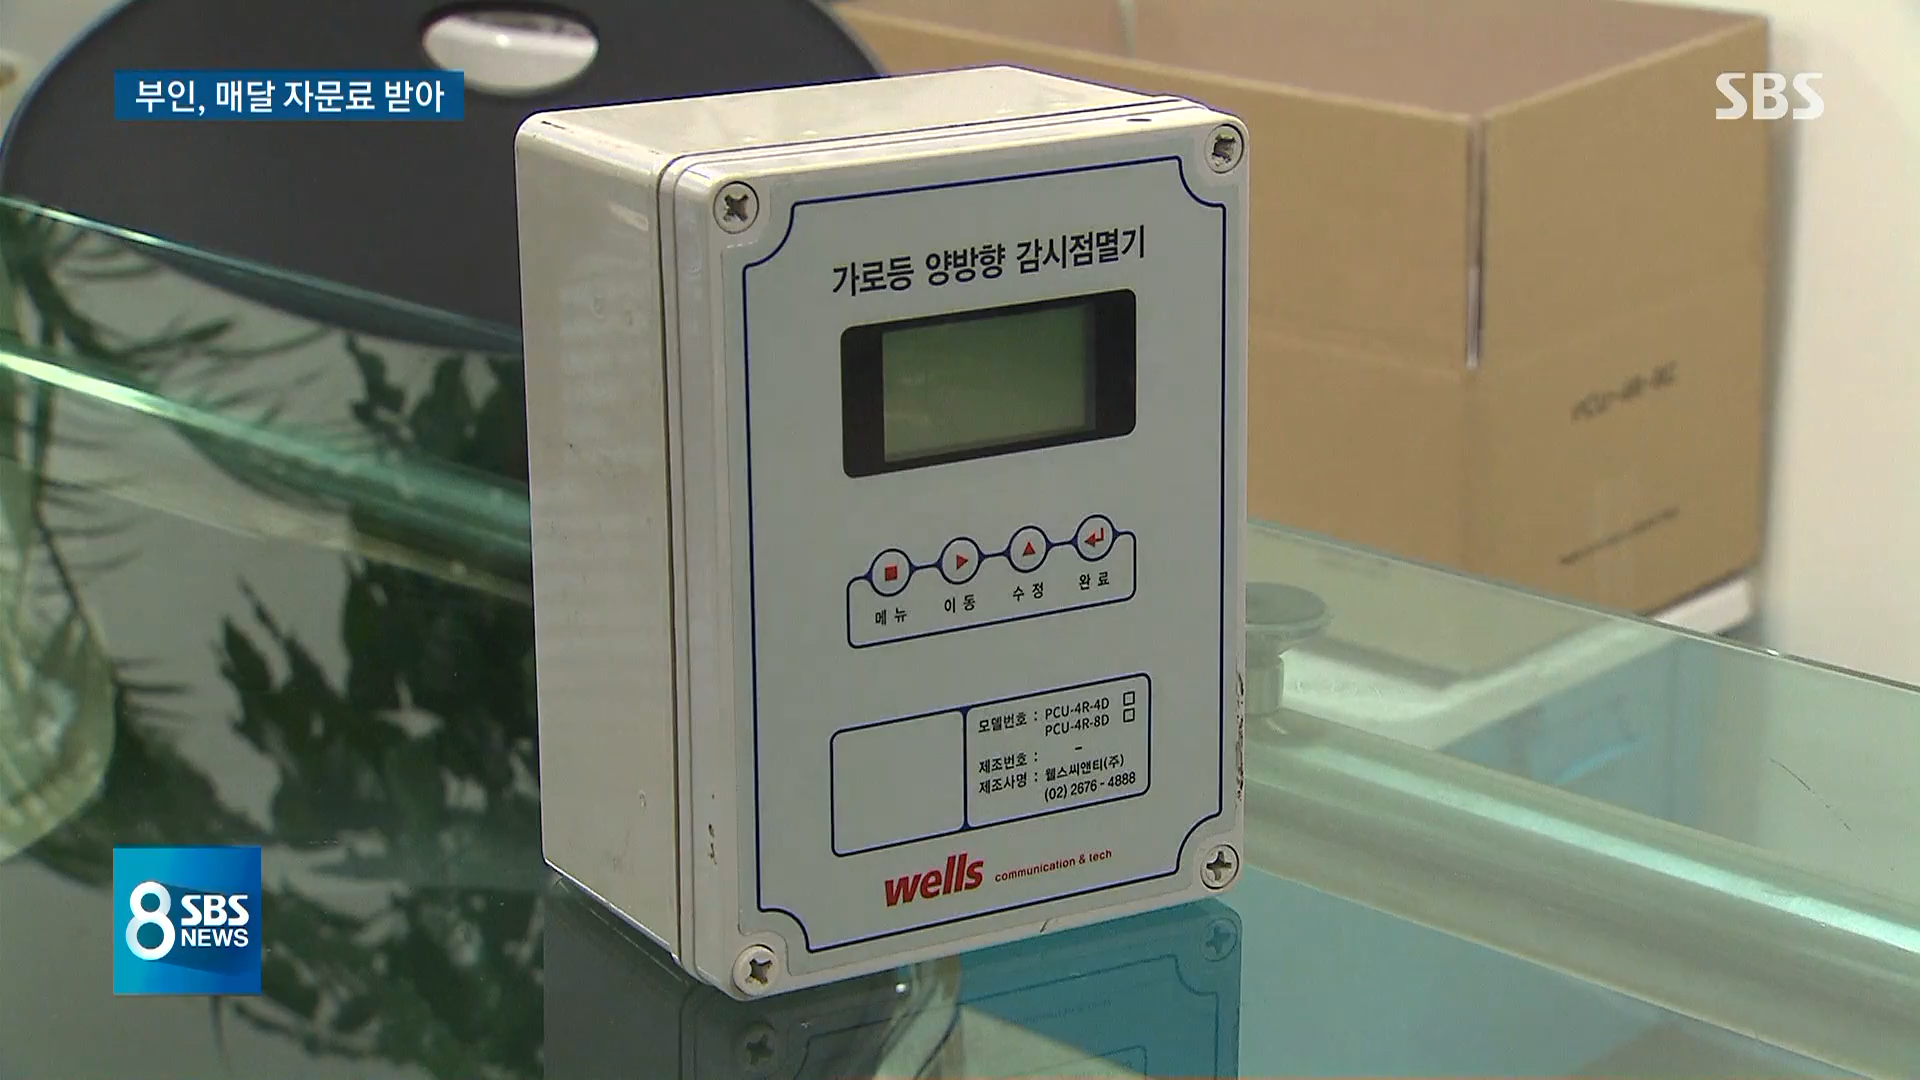 부인, 매달 자문료 받아
SBS
가로등 양방향 감시점멸기
메뉴 이동 수정 완료
모델번호 : PCU-4R-4D □
PCU-4R-8D □
제조번호 : –
제조사명 : 웰스씨앤티(주)
(02) 2676 - 4888
wells communication & tech
PCU-4R-8Z
8 SBS NEWS